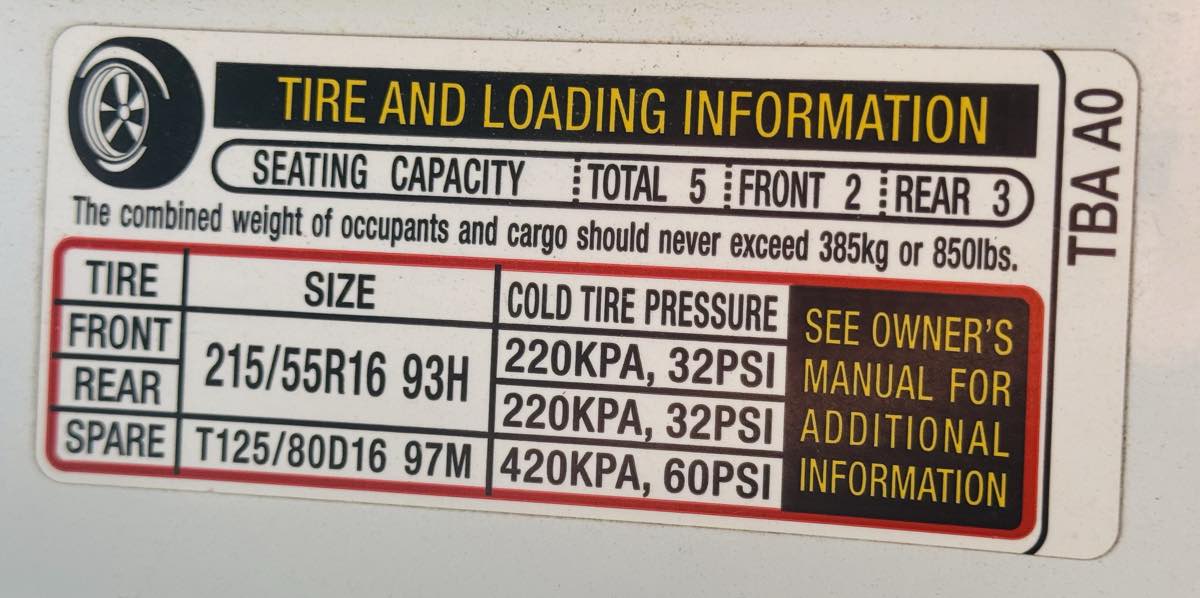 TIRE AND LOADING INFORMATION
SEATING CAPACITY TOTAL 5 FRONT 2 REAR 3
The combined weight of occupants and cargo should never exceed 385kg or 850lbs.
TIRE SIZE COLD TIRE PRESSURE
FRONT 215/55R16 93H 220KPA, 32PSI
REAR 220KPA, 32PSI
SPARE T125/80D16 97M 420KPA, 60PSI
SEE OWNER'S
MANUAL FOR
ADDITIONAL
INFORMATION
TBA A0